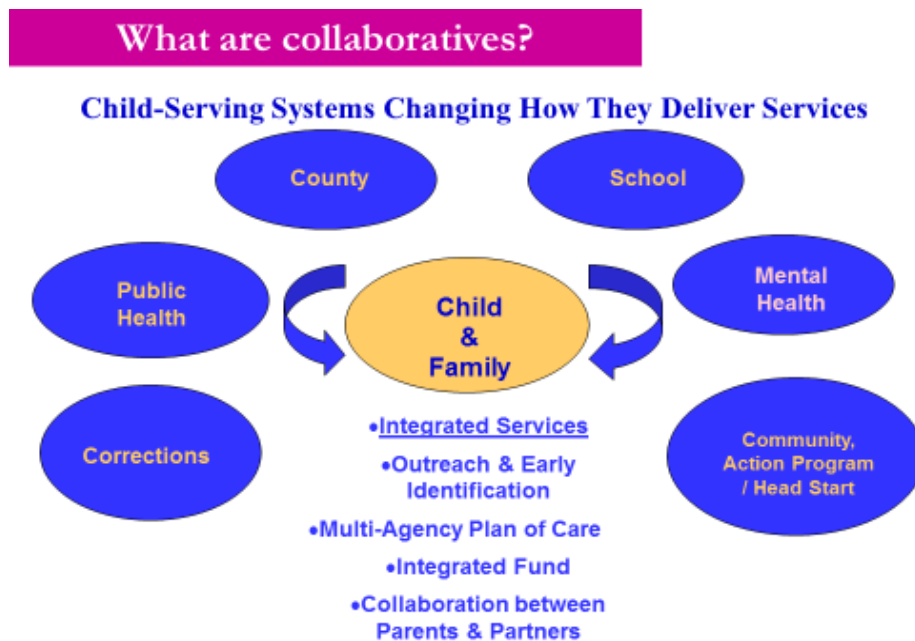 What are collaboratives?
Child-Serving Systems Changing How They Deliver Services
County
School
Public
Health
Mental
Health
Child
&
Family
Corrections
Community,
Action Program
/ Head Start
•Integrated Services
•Outreach & Early
Identification
•Multi-Agency Plan of Care
•Integrated Fund
•Collaboration between
Parents & Partners